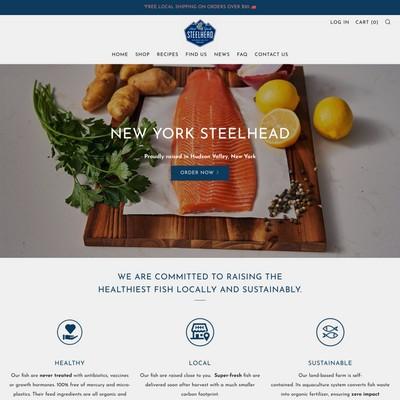 *FREE LOCAL SHIPPING ON ORDERS OVER
LOG IN CART (0)
STEELHEAD
HOME SHOP RECIPES FIND US NEWS FAQ CONTACT US
NEW YORK STEELHEAD
Proudly raised in Hudson Valley, New York
ORDER NOW
WE ARE COMMITTED TO RAISING THE
HEALTHIEST FISH LOCALLY AND SUSTAINABLY.
HEALTHY
LOCAL
SUSTAINABLE
Our fish are never treated with antibiotics, vaccines
or growth hormones. 100% free of mercury and micro-
plastics. Their feed ingredients are all organic and
Our fish are raised close to you. Super-fresh fish are
delivered soon after harvest with a much smaller
carbon footprint.
Our land-based farm is self-
contained. Its aquaculture system converts fish waste
into organic fertilizer, ensuring zero impact